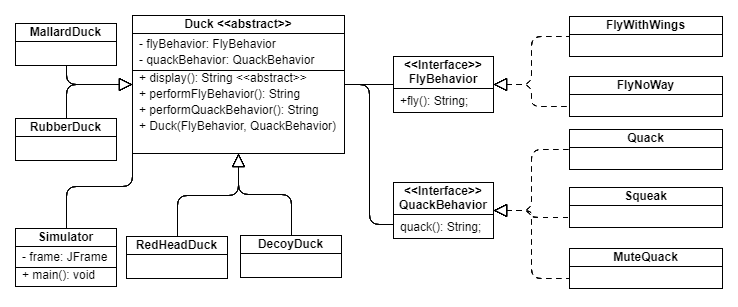 MallardDuck
RubberDuck
Duck <<abstract>>
- flyBehavior: FlyBehavior
- quackBehavior: QuackBehavior
+ display(): String <<abstract>>
+ performFlyBehavior(): String
+ performQuackBehavior(): String
+ Duck(FlyBehavior, QuackBehavior)
<<Interface>>
FlyBehavior
+fly(): String;
FlyWithWings
FlyNoWay
Quack
<<Interface>>
QuackBehavior
quack(): String;
Squeak
MuteQuack
Simulator
- frame: JFrame
+ main(): void
RedHeadDuck
DecoyDuck